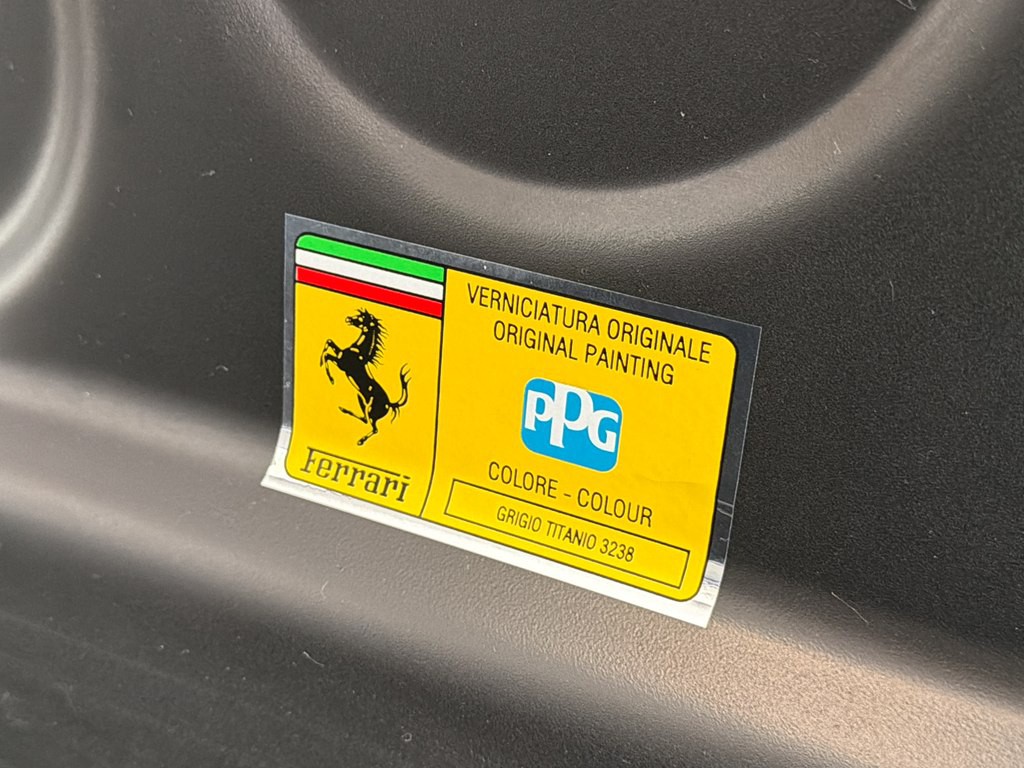 VERNICIATURA ORIGINALE
ORIGINAL PAINTING
PPG
COLORE - COLOUR
GRIGIO TITANIO 3238
Ferrari